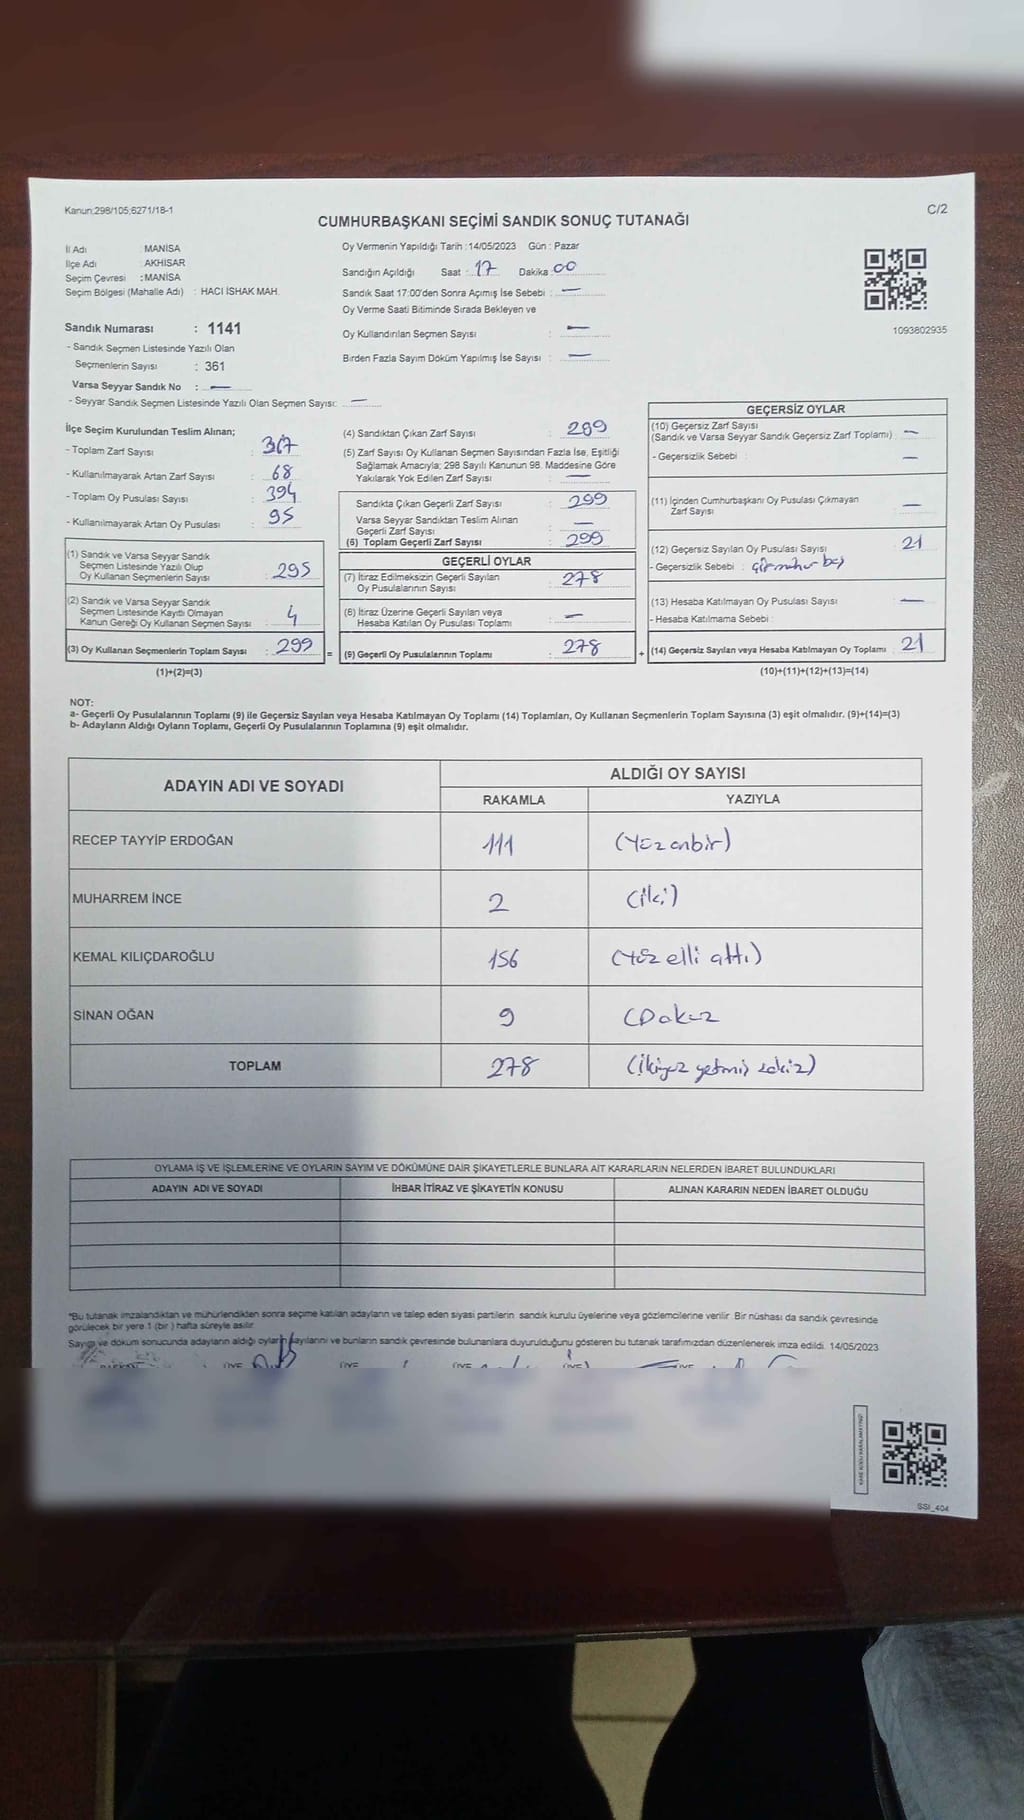 Kanun;298/105;6271/18-1
C/2
CUMHURBAŞKANI SEÇİMİ SANDIK SONUÇ TUTANAĞI
İl Adı MANİSA
İlçe Adı AKHİSAR
Seçim Çevresi : MANİSA
Seçim Bölgesi (Mahalle Adı) : HACI İSHAK MAH.
Sandık Numarası : 1141
- Sandık Seçmen Listesinde Yazılı Olan
Seçmenlerin Sayısı : 361
Varsa Seyyar Sandık No : —
- Seyyar Sandık Seçmen Listesinde Yazılı Olan Seçmen Sayısı: —
Oy Vermenin Yapıldığı Tarih :14/05/2023 Gün : Pazar
Sandığın Açıldığı Saat : 17 Dakika 00
Sandık Saat 17:00'den Sonra Açımış İse Sebebi : —
Oy Verme Saati Bitiminde Sırada Bekleyen ve
Oy Kullandırılan Seçmen Sayısı : —
Birden Fazla Sayım Döküm Yapılmış İse Sayısı : —
1093802935
İlçe Seçim Kurulundan Teslim Alınan;
- Toplam Zarf Sayısı : 367
- Kullanılmayarak Artan Zarf Sayısı : 68
- Toplam Oy Pusulası Sayısı : 394
- Kullanılmayarak Artan Oy Pusulası : 95
(1) Sandık ve Varsa Seyyar Sandık
Seçmen Listesinde Yazılı Olup
Oy Kullanan Seçmenlerin Sayısı : 295
(2) Sandık ve Varsa Seyyar Sandık
Seçmen Listesinde Kayıtlı Olmayan
Kanun Gereği Oy Kullanan Seçmen Sayısı : 4
(3) Oy Kullanan Seçmenlerin Toplam Sayısı : 299
(1)+(2)=(3)
(4) Sandıktan Çıkan Zarf Sayısı : 299
(5) Zarf Sayısı Oy Kullanan Seçmen Sayısından Fazla İse, Eşitliği
Sağlamak Amacıyla; 298 Sayılı Kanunun 98. Maddesine Göre
Yakılarak Yok Edilen Zarf Sayısı : —
Sandıkta Çıkan Geçerli Zarf Sayısı : 299
Varsa Seyyar Sandıktan Teslim Alınan
Geçerli Zarf Sayısı : —
(6) Toplam Geçerli Zarf Sayısı : 299
GEÇERLİ OYLAR
(7) İtiraz Edilmeksizin Geçerli Sayılan
Oy Pusulalarının Sayısı : 278
(8) İtiraz Üzerine Geçerli Sayılan veya
Hesaba Katılan Oy Pusulası Toplamı : —
= (9) Geçerli Oy Pusulalarının Toplamı : 278
GEÇERSİZ OYLAR
(10) Geçersiz Zarf Sayısı
(Sandık ve Varsa Seyyar Sandık Geçersiz Zarf Toplamı) : —
- Geçersizlik Sebebi : —
(11) İçinden Cumhurbaşkanı Oy Pusulası Çıkmayan
Zarf Sayısı : —
(12) Geçersiz Sayılan Oy Pusulası Sayısı 21
- Geçersizlik Sebebi :
(13) Hesaba Katılmayan Oy Pusulası Sayısı : —
- Hesaba Katılmama Sebebi :
+ (14) Geçersiz Sayılan veya Hesaba Katılmayan Oy Toplamı : 21
(10)+(11)+(12)+(13)=(14)
NOT:
a- Geçerli Oy Pusulalarının Toplamı (9) ile Geçersiz Sayılan veya Hesaba Katılmayan Oy Toplamı (14) Toplamları, Oy Kullanan Seçmenlerin Toplam Sayısına (3) eşit olmalıdır. (9)+(14)=(3)
b- Adayların Aldığı Oyların Toplamı, Geçerli Oy Pusulalarının Toplamına (9) eşit olmalıdır.
ADAYIN ADI VE SOYADI
ALDIĞI OY SAYISI
RAKAMLA YAZIYLA
RECEP TAYYİP ERDOĞAN 111 (Yüz onbir)
MUHARREM İNCE 2 (iki)
KEMAL KILIÇDAROĞLU 156 (Yüz elli altı)
SİNAN OĞAN 9 (Dokuz
TOPLAM 278 (İkiyüz yetmiş sekiz)
OYLAMA İŞ VE İŞLEMLERİNE VE OYLARIN SAYIM VE DÖKÜMÜNE DAİR ŞİKAYETLERLE BUNLARA AİT KARARLARIN NELERDEN İBARET BULUNDUKLARI
ADAYIN ADI VE SOYADI İHBAR İTİRAZ VE ŞİKAYETİN KONUSU ALINAN KARARIN NEDEN İBARET OLDUĞU
*Bu tutanak imzalandıktan ve mühürlendikten sonra seçime katılan adayların ve talep eden siyasi partilerin sandık kurulu üyelerine veya gözlemcilerine verilir. Bir nüshası da sandık çevresinde
görülecek bir yere 1 (bir ) hafta süreyle asılır.
Sayım ve döküm sonucunda adayların aldığı oyların sayılarını ve bunların sandık çevresinde bulunanlara duyurulduğunu gösteren bu tutanak tarafımızdan düzenlenerek imza edildi. 14/05/2023
BAŞKAN ÜYE ÜYE ÜYE ÜYE ÜYE
SSI_404